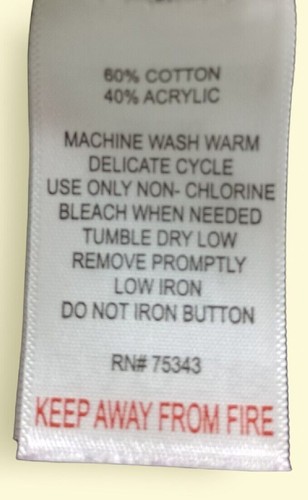 60% COTTON
40% ACRYLIC
MACHINE WASH WARM
DELICATE CYCLE
USE ONLY NON- CHLORINE
BLEACH WHEN NEEDED
TUMBLE DRY LOW
REMOVE PROMPTLY
LOW IRON
DO NOT IRON BUTTON
RN# 75343
KEEP AWAY FROM FIRE